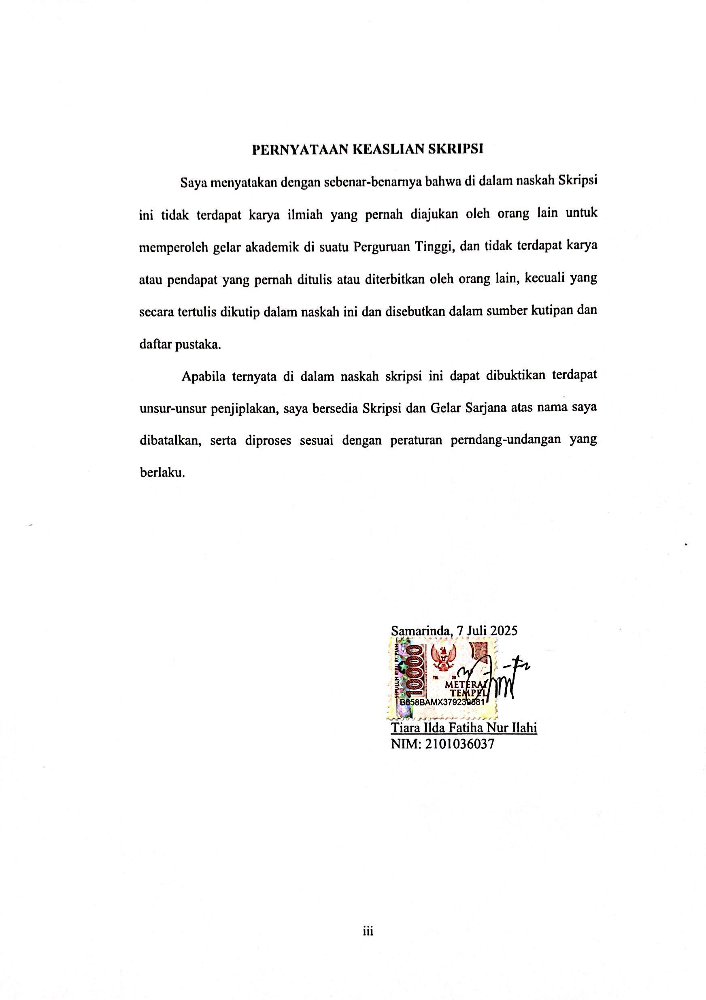 PERNYATAAN KEASLIAN SKRIPSI
Saya menyatakan dengan sebenar-benarnya bahwa di dalam naskah Skripsi
ini tidak terdapat karya ilmiah yang pernah diajukan oleh orang lain untuk
memperoleh gelar akademik di suatu Perguruan Tinggi, dan tidak terdapat karya
atau pendapat yang pernah ditulis atau diterbitkan oleh orang lain, kecuali yang
secara tertulis dikutip dalam naskah ini dan disebutkan dalam sumber kutipan dan
daftar pustaka.
Apabila ternyata di dalam naskah skripsi ini dapat dibuktikan terdapat
unsur-unsur penjiplakan, saya bersedia Skripsi dan Gelar Sarjana atas nama saya
dibatalkan, serta diproses sesuai dengan peraturan perndang-undangan yang
berlaku.
Samarinda, 7 Juli 2025
SEPULUH RIBU RUPIAH
10000
TGL. 20
METERAI
TEMPEL
Tiara Ilda Fatiha Nur Ilahi
NIM: 2101036037
iii